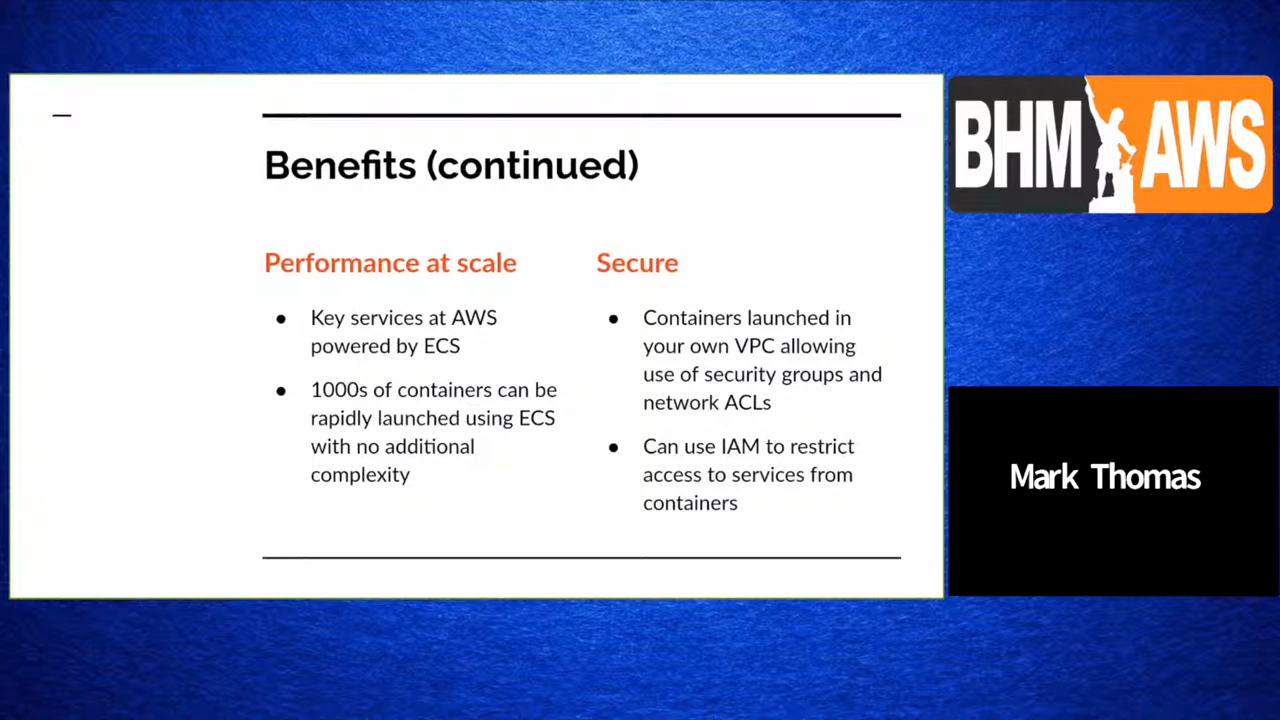 Benefits (continued)
Performance at scale
● Key services at AWS
powered by ECS
● 1000s of containers can be
rapidly launched using ECS
with no additional
complexity
Secure
● Containers launched in
your own VPC allowing
use of security groups and
network ACLs
● Can use IAM to restrict
access to services from
containers
BHM AWS
Mark Thomas